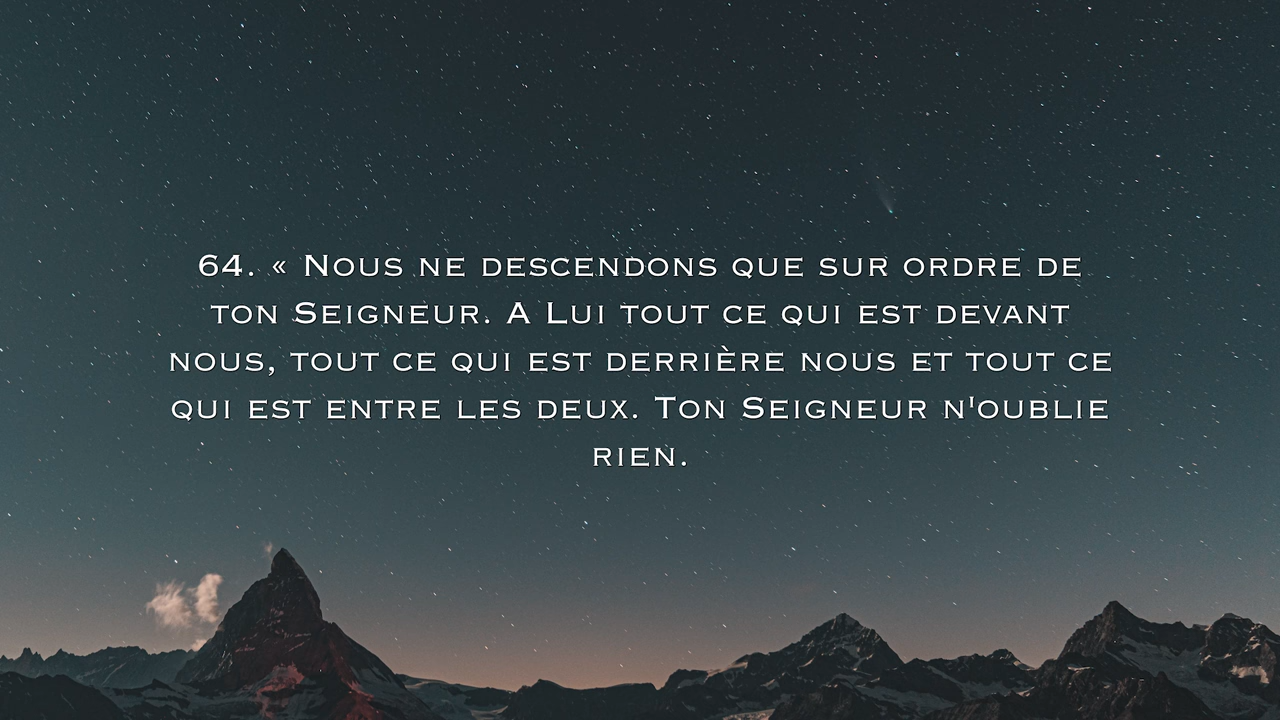 64. « Nous ne descendons que sur ordre de
ton Seigneur. A Lui tout ce qui est devant
nous, tout ce qui est derrière nous et tout ce
qui est entre les deux. Ton Seigneur n'oublie
rien.